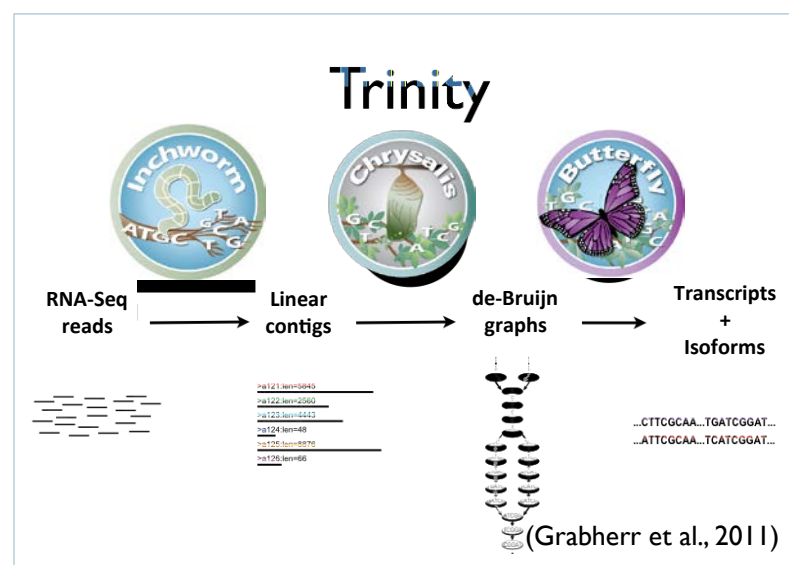 Trinity
Inchworm
ATGC
T
G
A
C
T
G
Chrysalis
G
C
T
A
T
C
G
Butterfly
T
G
C
RNA-Seq
reads
Linear
contigs
de-Bruijn
graphs
Transcripts
+
Isoforms
>a121:len=5845
>a122:len=2560
>a123:len=4443
>a124:len=48
>a125:len=8876
>a126:len=66
...CTTCGCAA...TGATCGGAT...
...ATTCGCAA...TCATCGGAT...
(Grabherr et al., 2011)